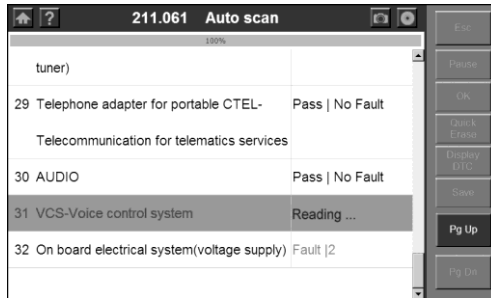 ? 211.061 Auto scan
100%
tuner)
29 Telephone adapter for portable CTEL- Pass | No Fault
Telecommunication for telematics services
30 AUDIO Pass | No Fault
31 VCS-Voice control system Reading ...
32 On board electrical system(voltage supply) Fault |2
Esc
Pause
OK
Quick
Erase
Display
DTC
Save
Pg Up
Pg Dn